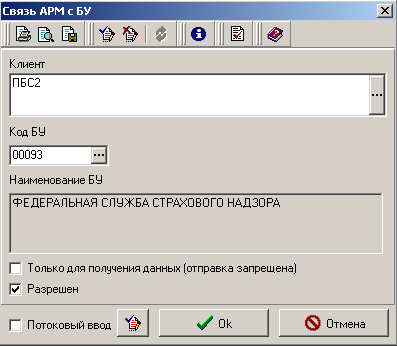 Связь АРМ с БУ
Клиент
ПБС2
...
Код БУ
00093
...
Наименование БУ
ФЕДЕРАЛЬНАЯ СЛУЖБА СТРАХОВОГО НАДЗОРА
Только для получения данных (отправка запрещена)
Разрешен
Потоковый ввод
Ok
Отмена